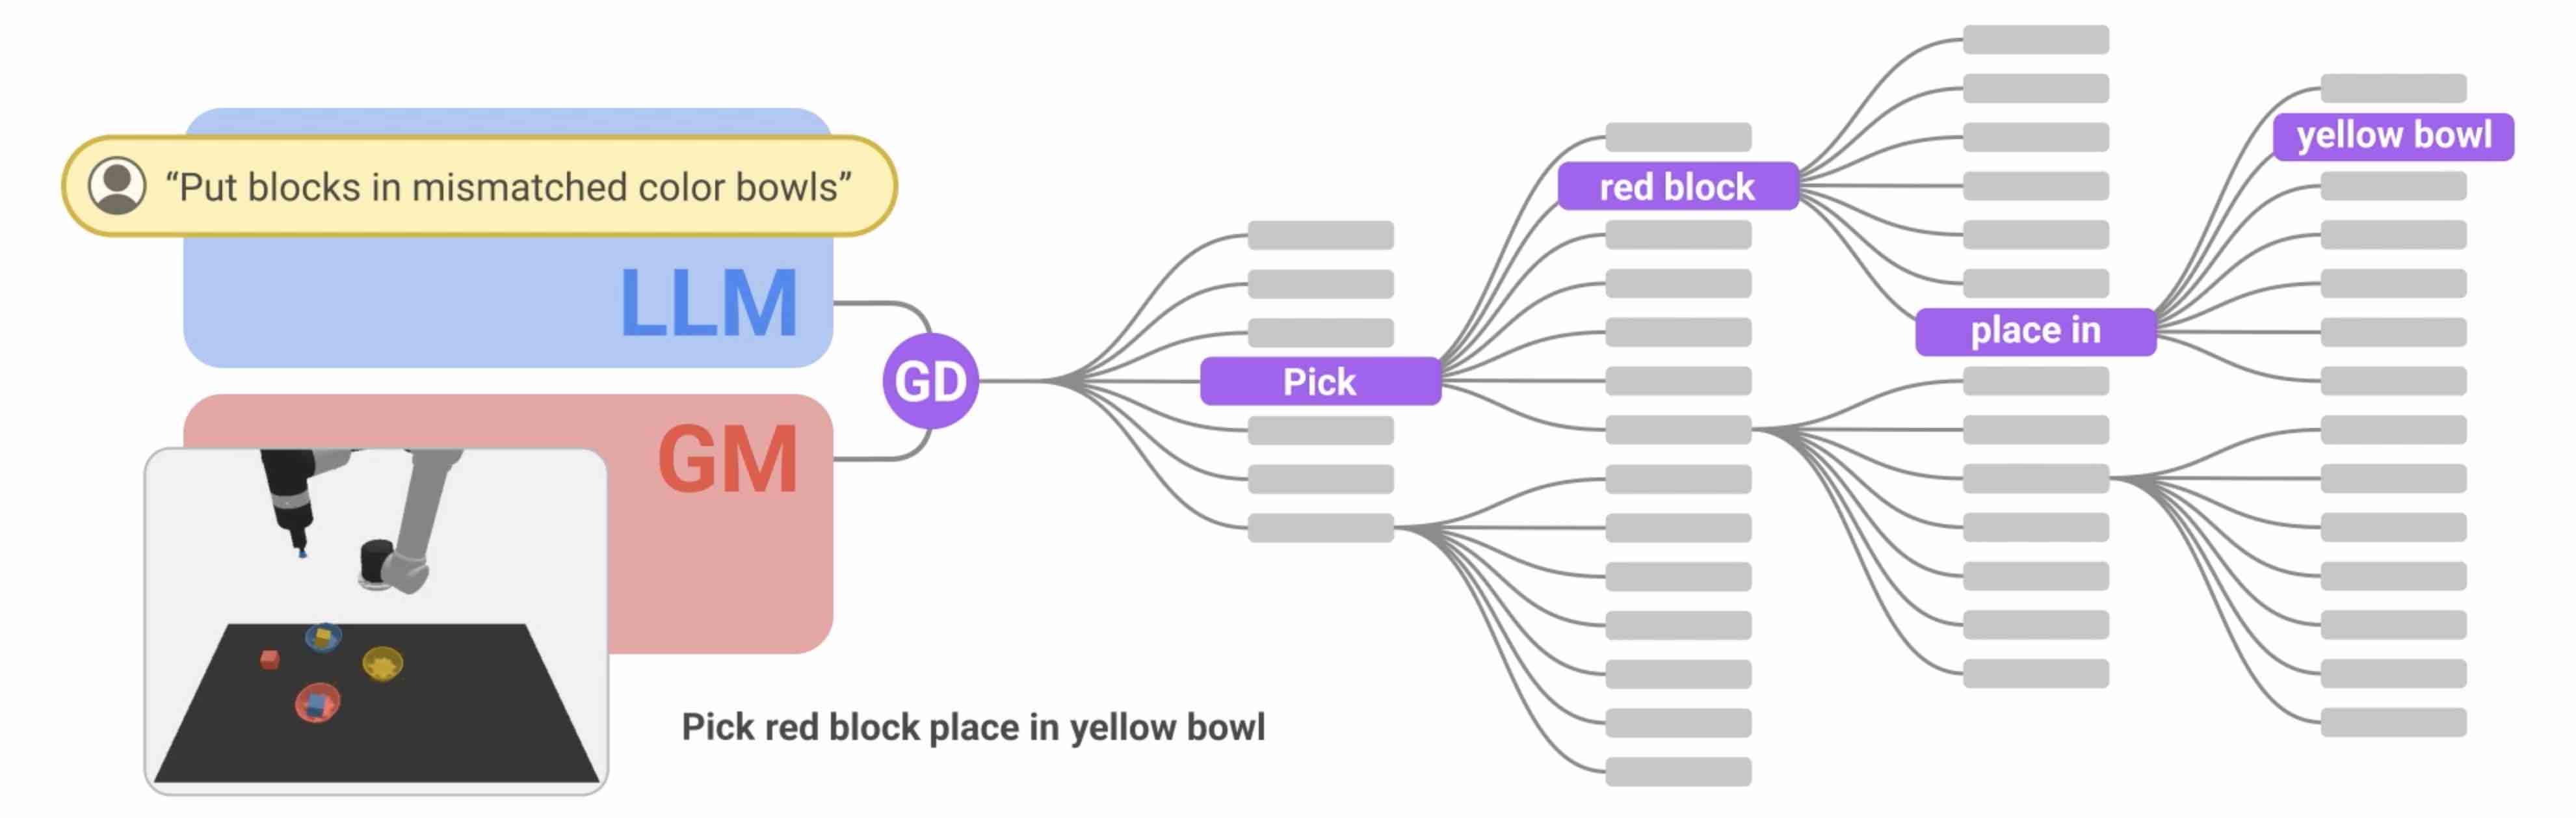 “Put blocks in mismatched color bowls”
LLM
GM
GD
Pick
red block
place in
yellow bowl
Pick red block place in yellow bowl